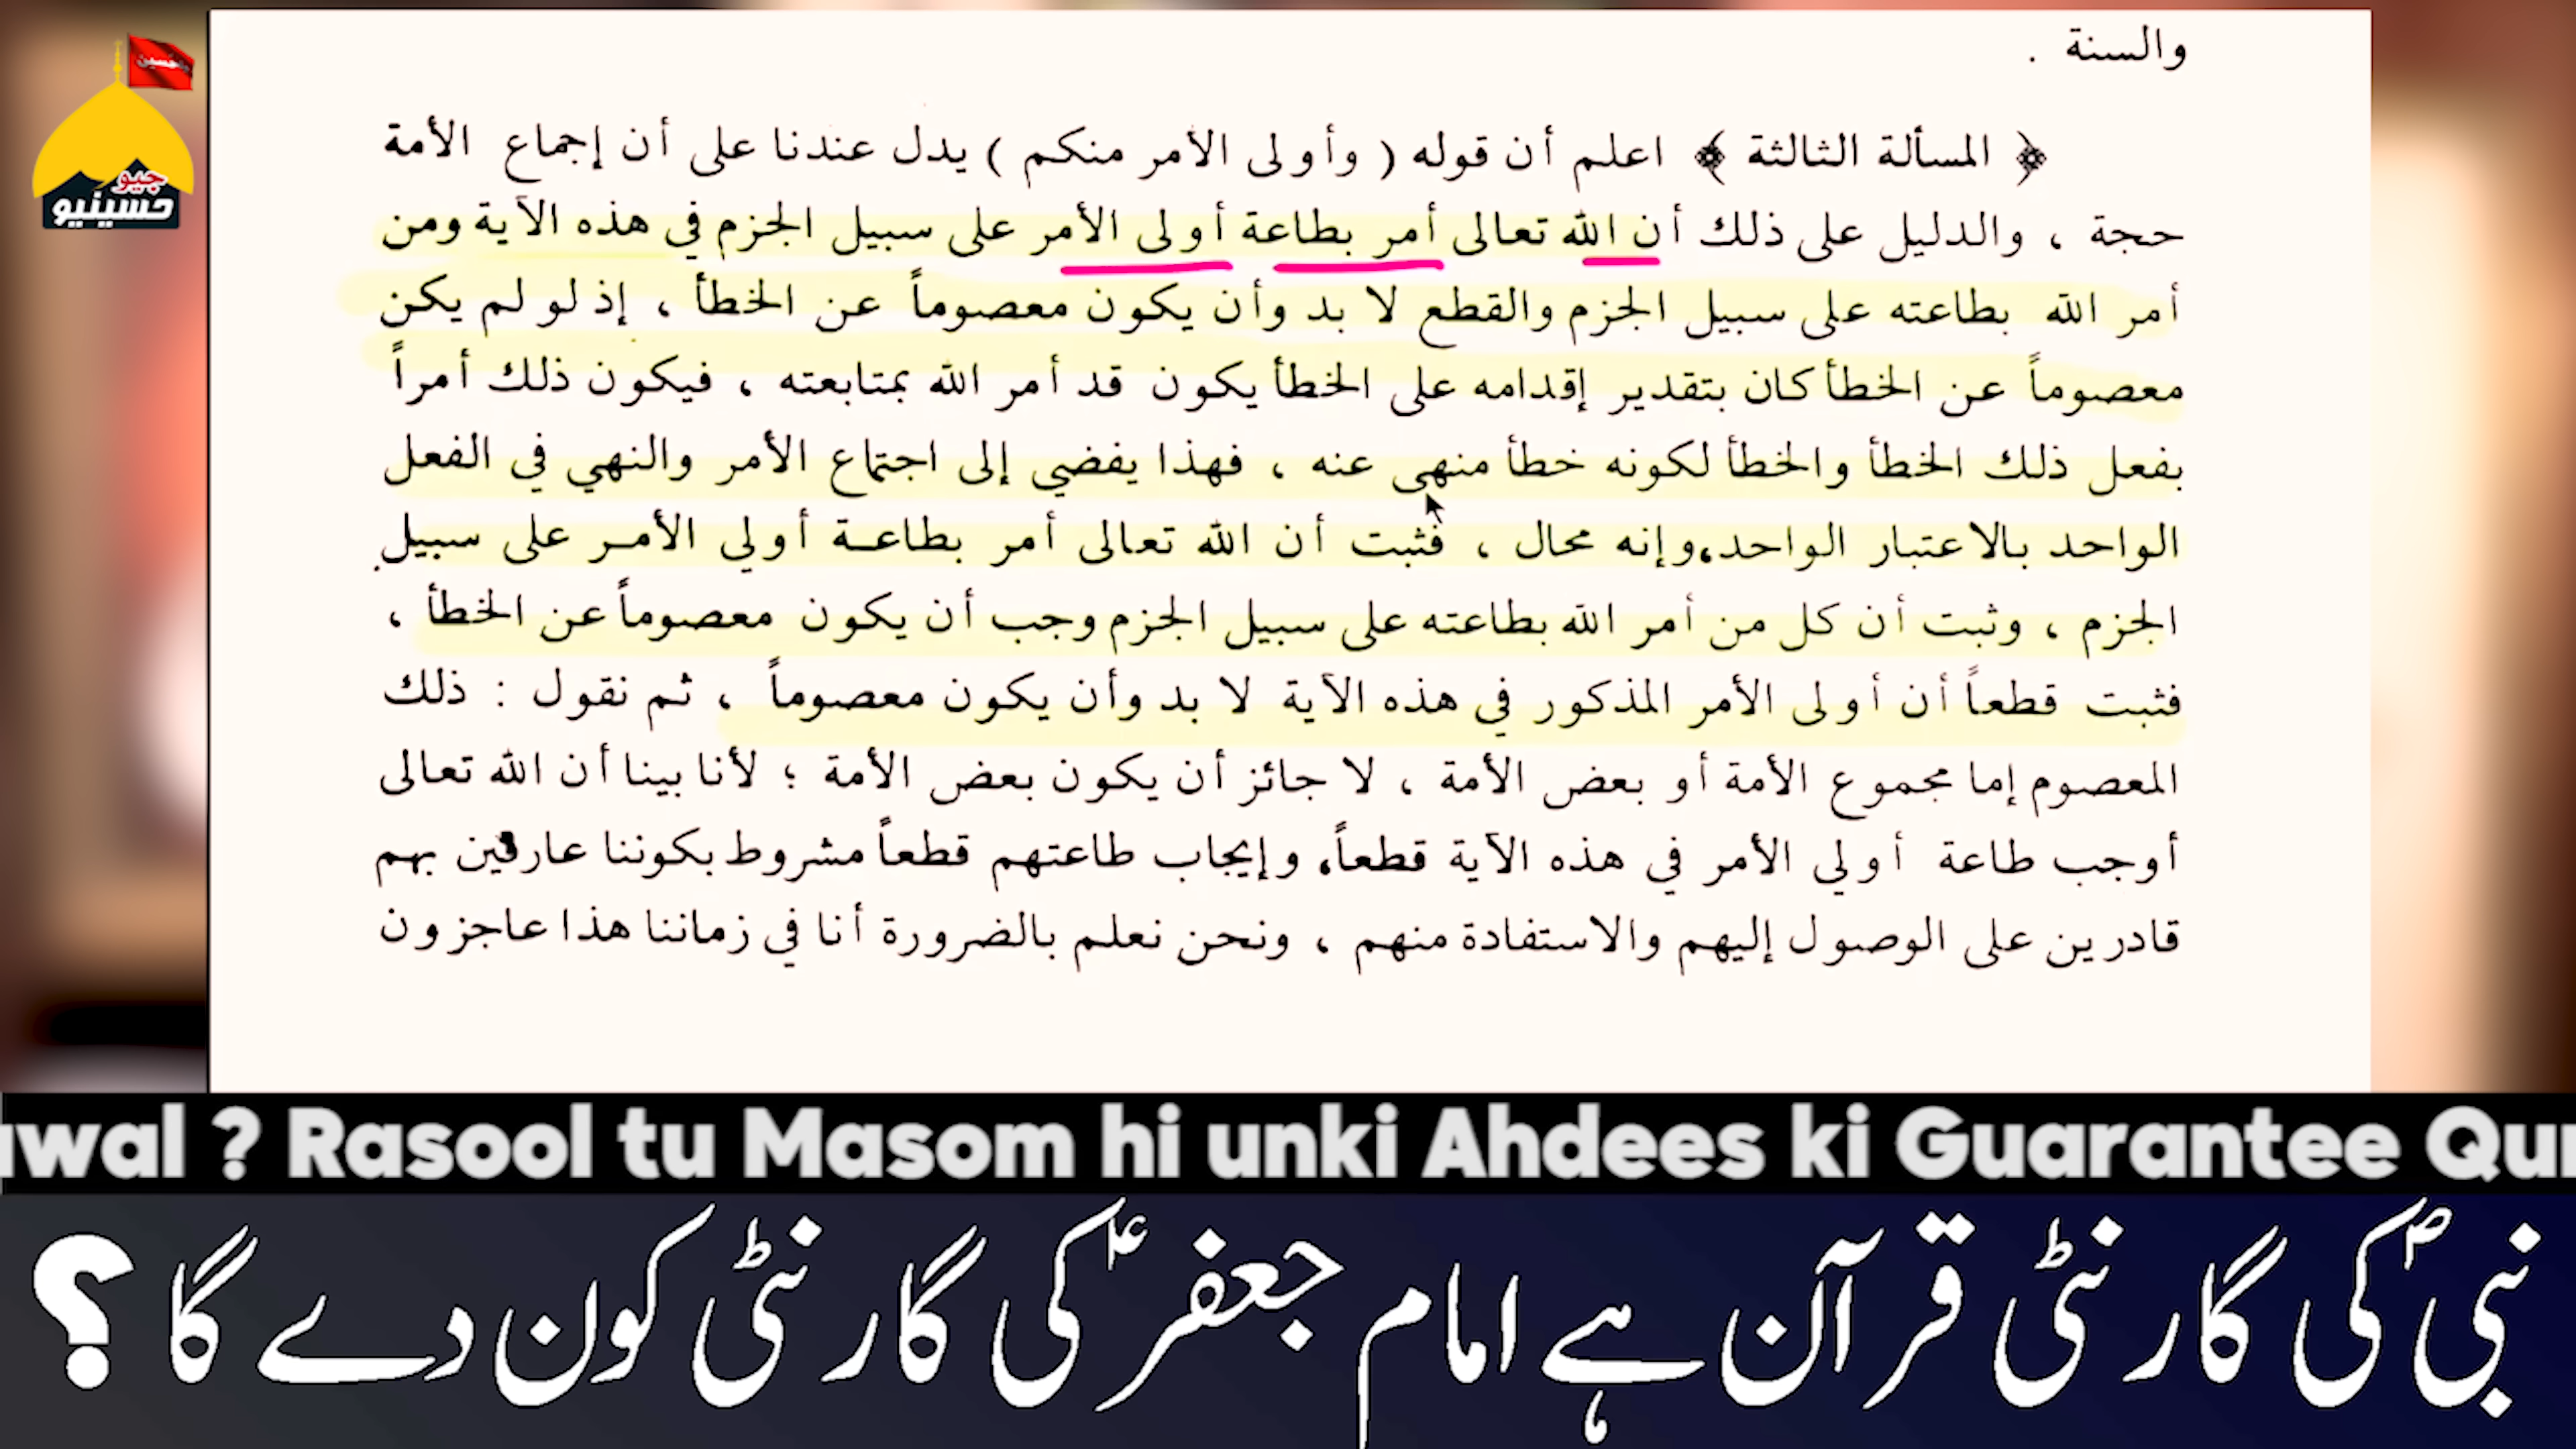 والسنة .
﴿ المسألة الثالثة ﴾ اعلم أن قوله ( وأولى الأمر منكم ) يدل عندنا على أن إجماع الأمة
حجة ، والدليل على ذلك أن الله تعالى أمر بطاعة أولى الأمر على سبيل الجزم في هذه الآية ومن
أمر الله بطاعته على سبيل الجزم والقطع لا بد وأن يكون معصوماً عن الخطأ ، إذ لو لم يكن
معصوماً عن الخطأ كان بتقدير إقدامه على الخطأ يكون قد أمر الله بمتابعته ، فيكون ذلك أمراً
بفعل ذلك الخطأ والخطأ لكونه خطأ منهى عنه ، فهذا يفضي إلى اجتماع الأمر والنهي في الفعل
الواحد بالاعتبار الواحد،وإنه محال ، فثبت أن الله تعالى أمر بطاعة أولي الأمر على سبيل
الجزم ، وثبت أن كل من أمر الله بطاعته على سبيل الجزم وجب أن يكون معصوماً عن الخطأ ،
فثبت قطعاً أن أولى الأمر المذكور في هذه الآية لا بد وأن يكون معصوماً ، ثم نقول : ذلك
المعصوم إما مجموع الأمة أو بعض الأمة ، لا جائز أن يكون بعض الأمة ؛ لأنا بينا أن الله تعالى
أوجب طاعة أولي الأمر في هذه الآية قطعاً، وإيجاب طاعتهم قطعاً مشروط بكوننا عارفين بهم
قادرين على الوصول إليهم والاستفادة منهم ، ونحن نعلم بالضرورة أنا في زماننا هذا عاجزون
جیو
حسینیو
awal ? Rasool tu Masom hi unki Ahdees ki Guarantee Qur
نبیؐ کی گارنٹی قرآن ہے امام جعفرؑ کی گارنٹی کون دے گا ؟